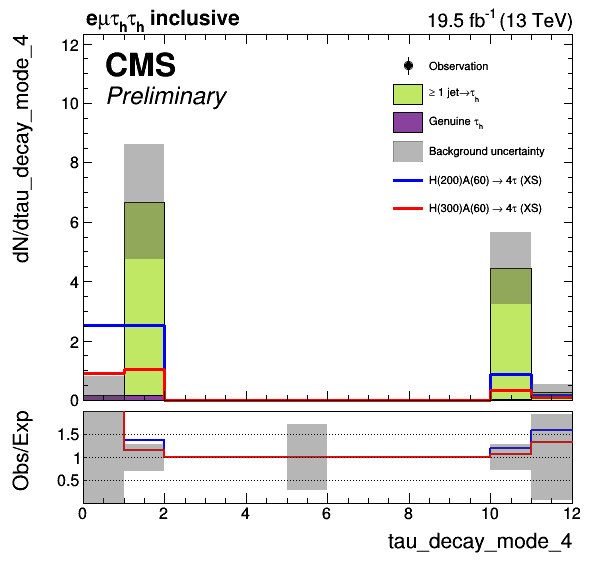 eμτhτh inclusive
19.5 fb-1 (13 TeV)
CMS
Preliminary
Observation
≥ 1 jet→τh
Genuine τh
Background uncertainty
H(200)A(60) → 4τ (XS)
H(300)A(60) → 4τ (XS)
dN/dtau_decay_mode_4
12
10
8
6
4
2
0
Obs/Exp
1.5
1
0.5
0 2 4 6 8 10 12
tau_decay_mode_4